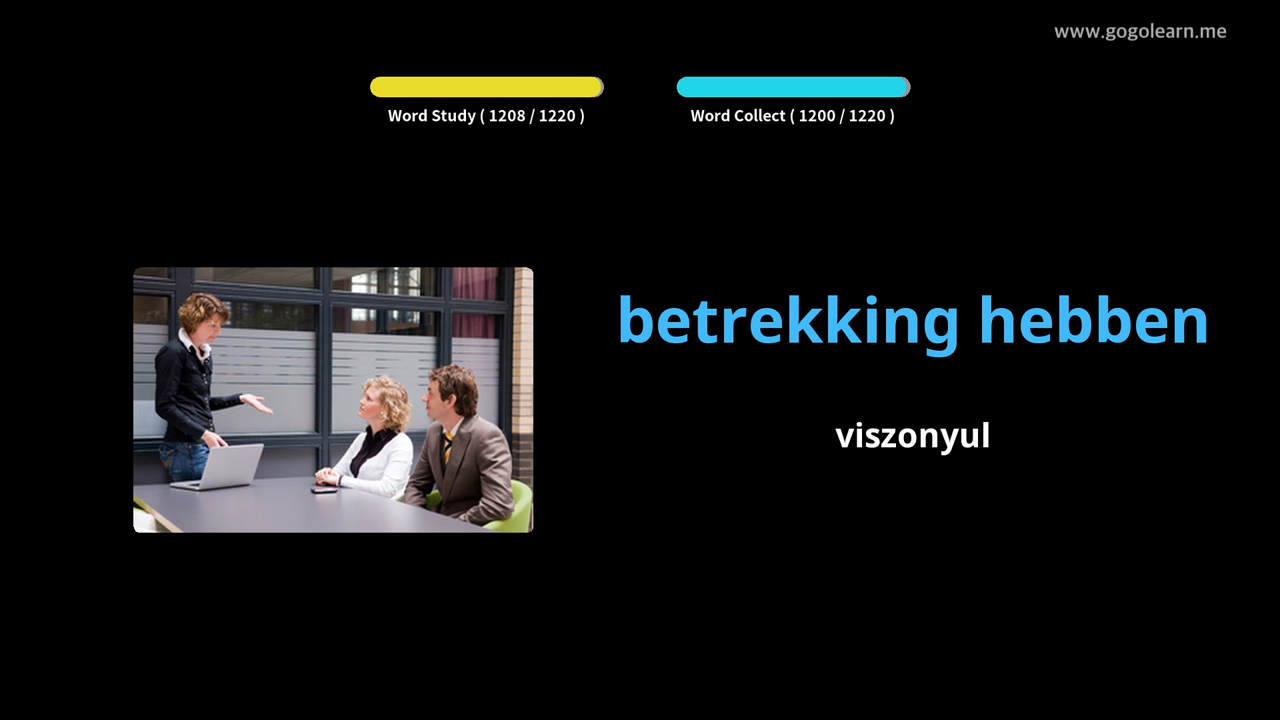 www.gogolearn.me
Word Study ( 1208 / 1220 )
Word Collect ( 1200 / 1220 )
betrekking hebben
viszonyul